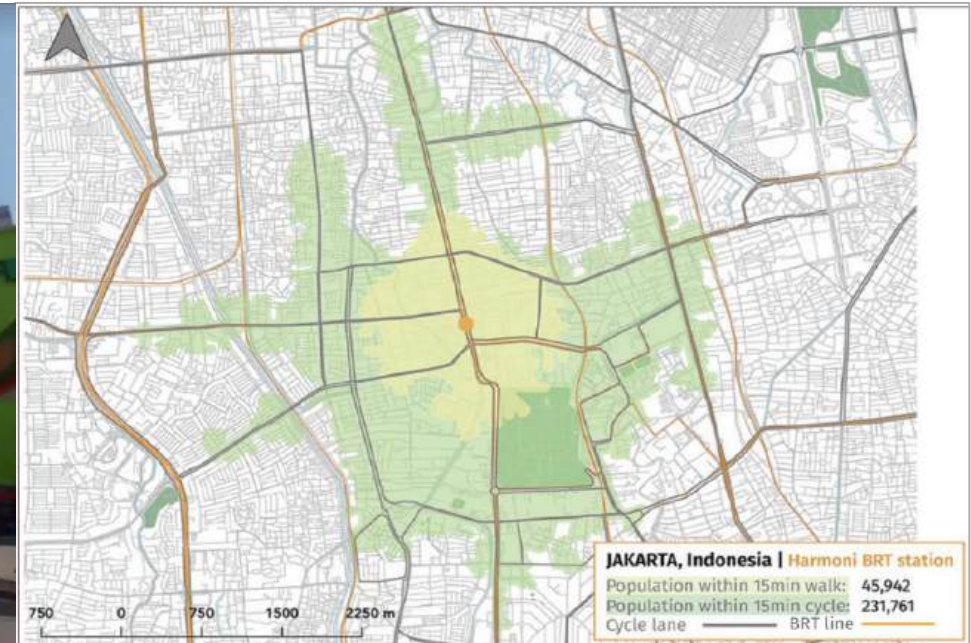 JAKARTA, Indonesia | Harmoni BRT station
Population within 15min walk: 45,942
Population within 15min cycle: 231,761
Cycle lane BRT line
750 0 750 1500 2250 m